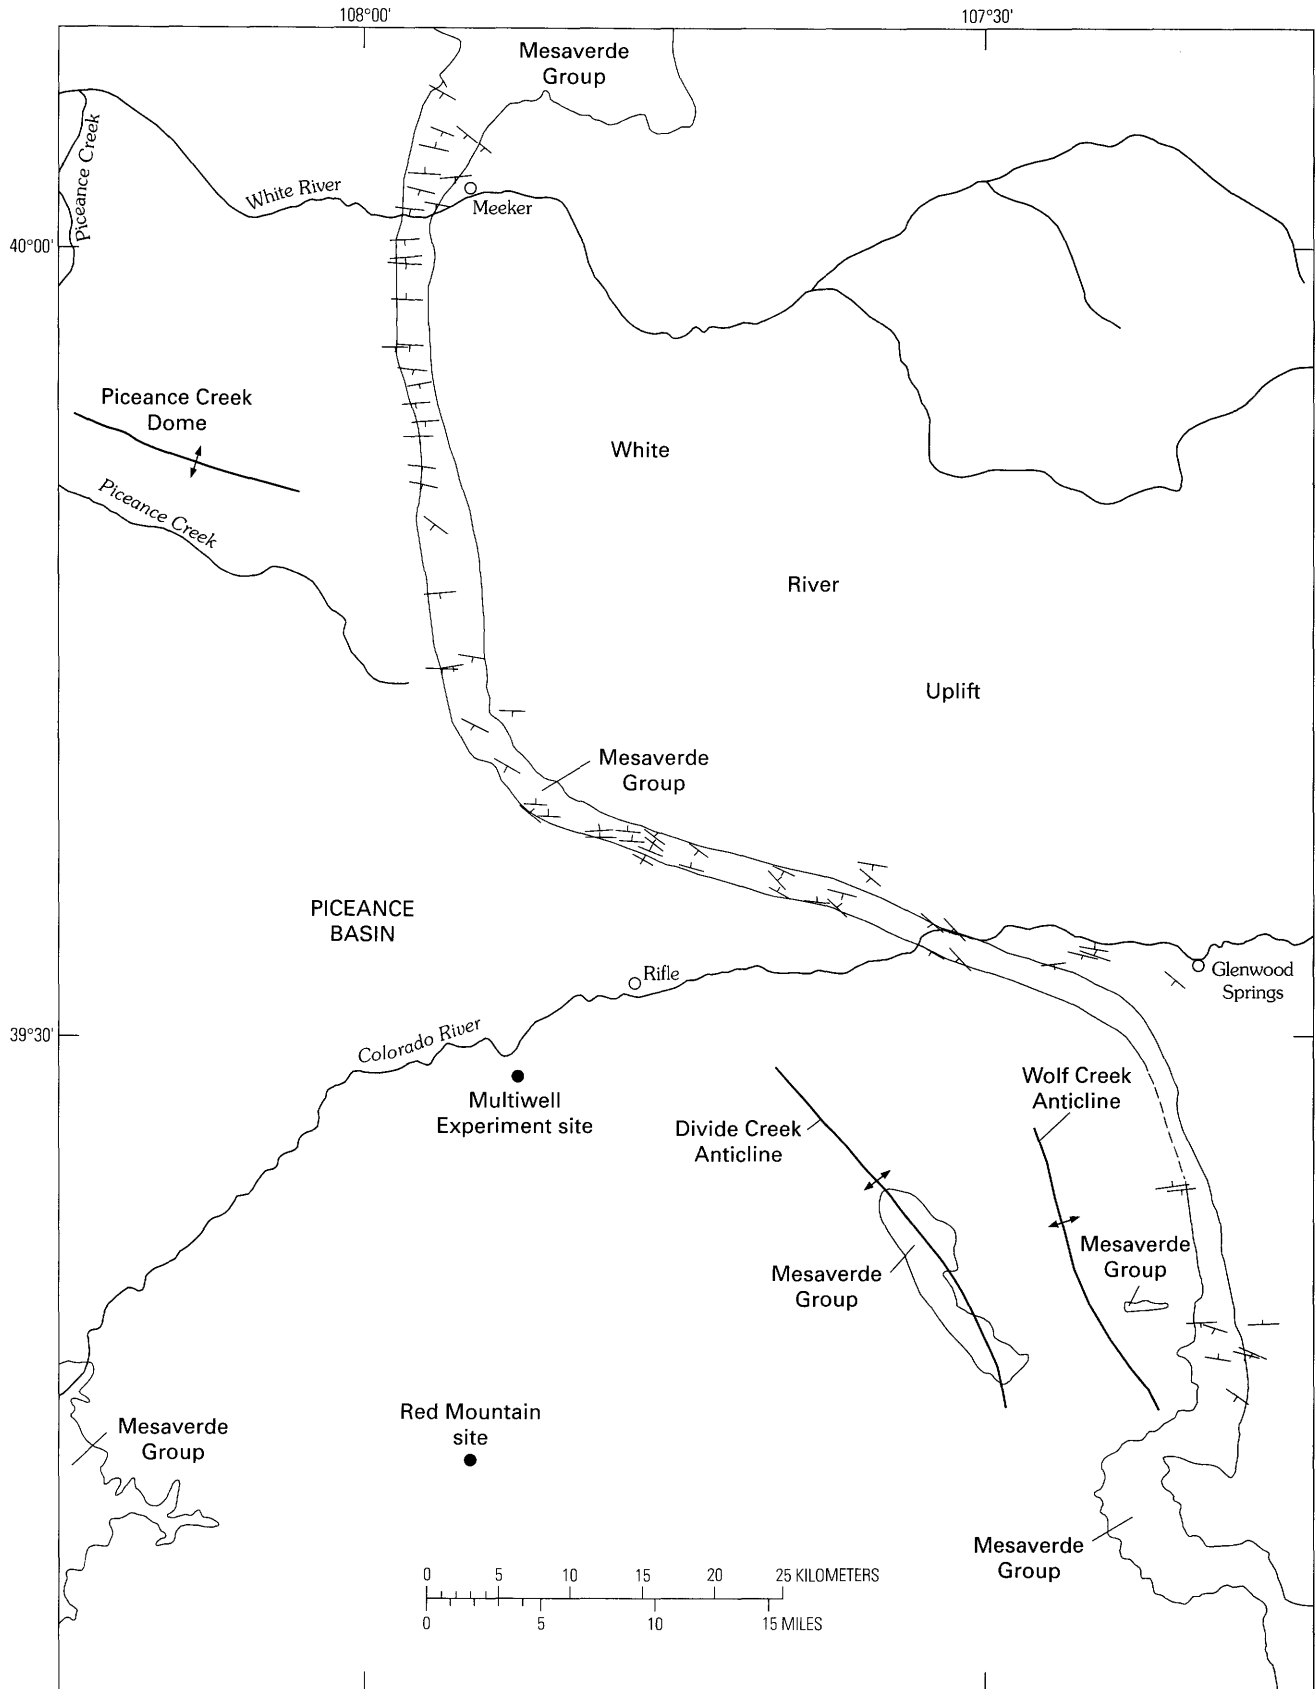 108°00'
107°30'
Mesaverde
Group
Piceance Creek
White River
Meeker
40°00'
Piceance Creek
Dome
White
Piceance Creek
River
Uplift
Mesaverde
Group
PICEANCE
BASIN
Rifle
Glenwood
Springs
39°30'
Colorado River
Multiwell
Experiment site
Wolf Creek
Anticline
Divide Creek
Anticline
Mesaverde
Group
Mesaverde
Group
Red Mountain
site
Mesaverde
Group
Mesaverde
Group
0 5 10 15 20 25 KILOMETERS
0 5 10 15 MILES